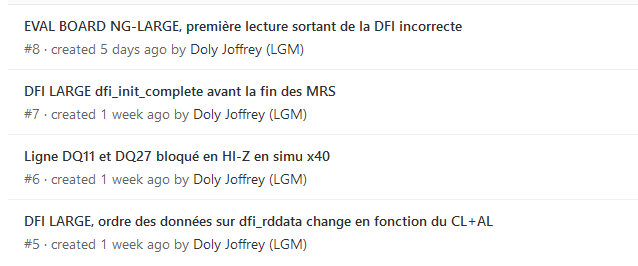 EVAL BOARD NG-LARGE, première lecture sortant de la DFI incorrecte
#8 · created 5 days ago by Doly Joffrey (LGM)
DFI LARGE dfi_init_complete avant la fin des MRS
#7 · created 1 week ago by Doly Joffrey (LGM)
Ligne DQ11 et DQ27 bloqué en HI-Z en simu x40
#6 · created 1 week ago by Doly Joffrey (LGM)
DFI LARGE, ordre des données sur dfi_rddata change en fonction du CL+AL
#5 · created 1 week ago by Doly Joffrey (LGM)